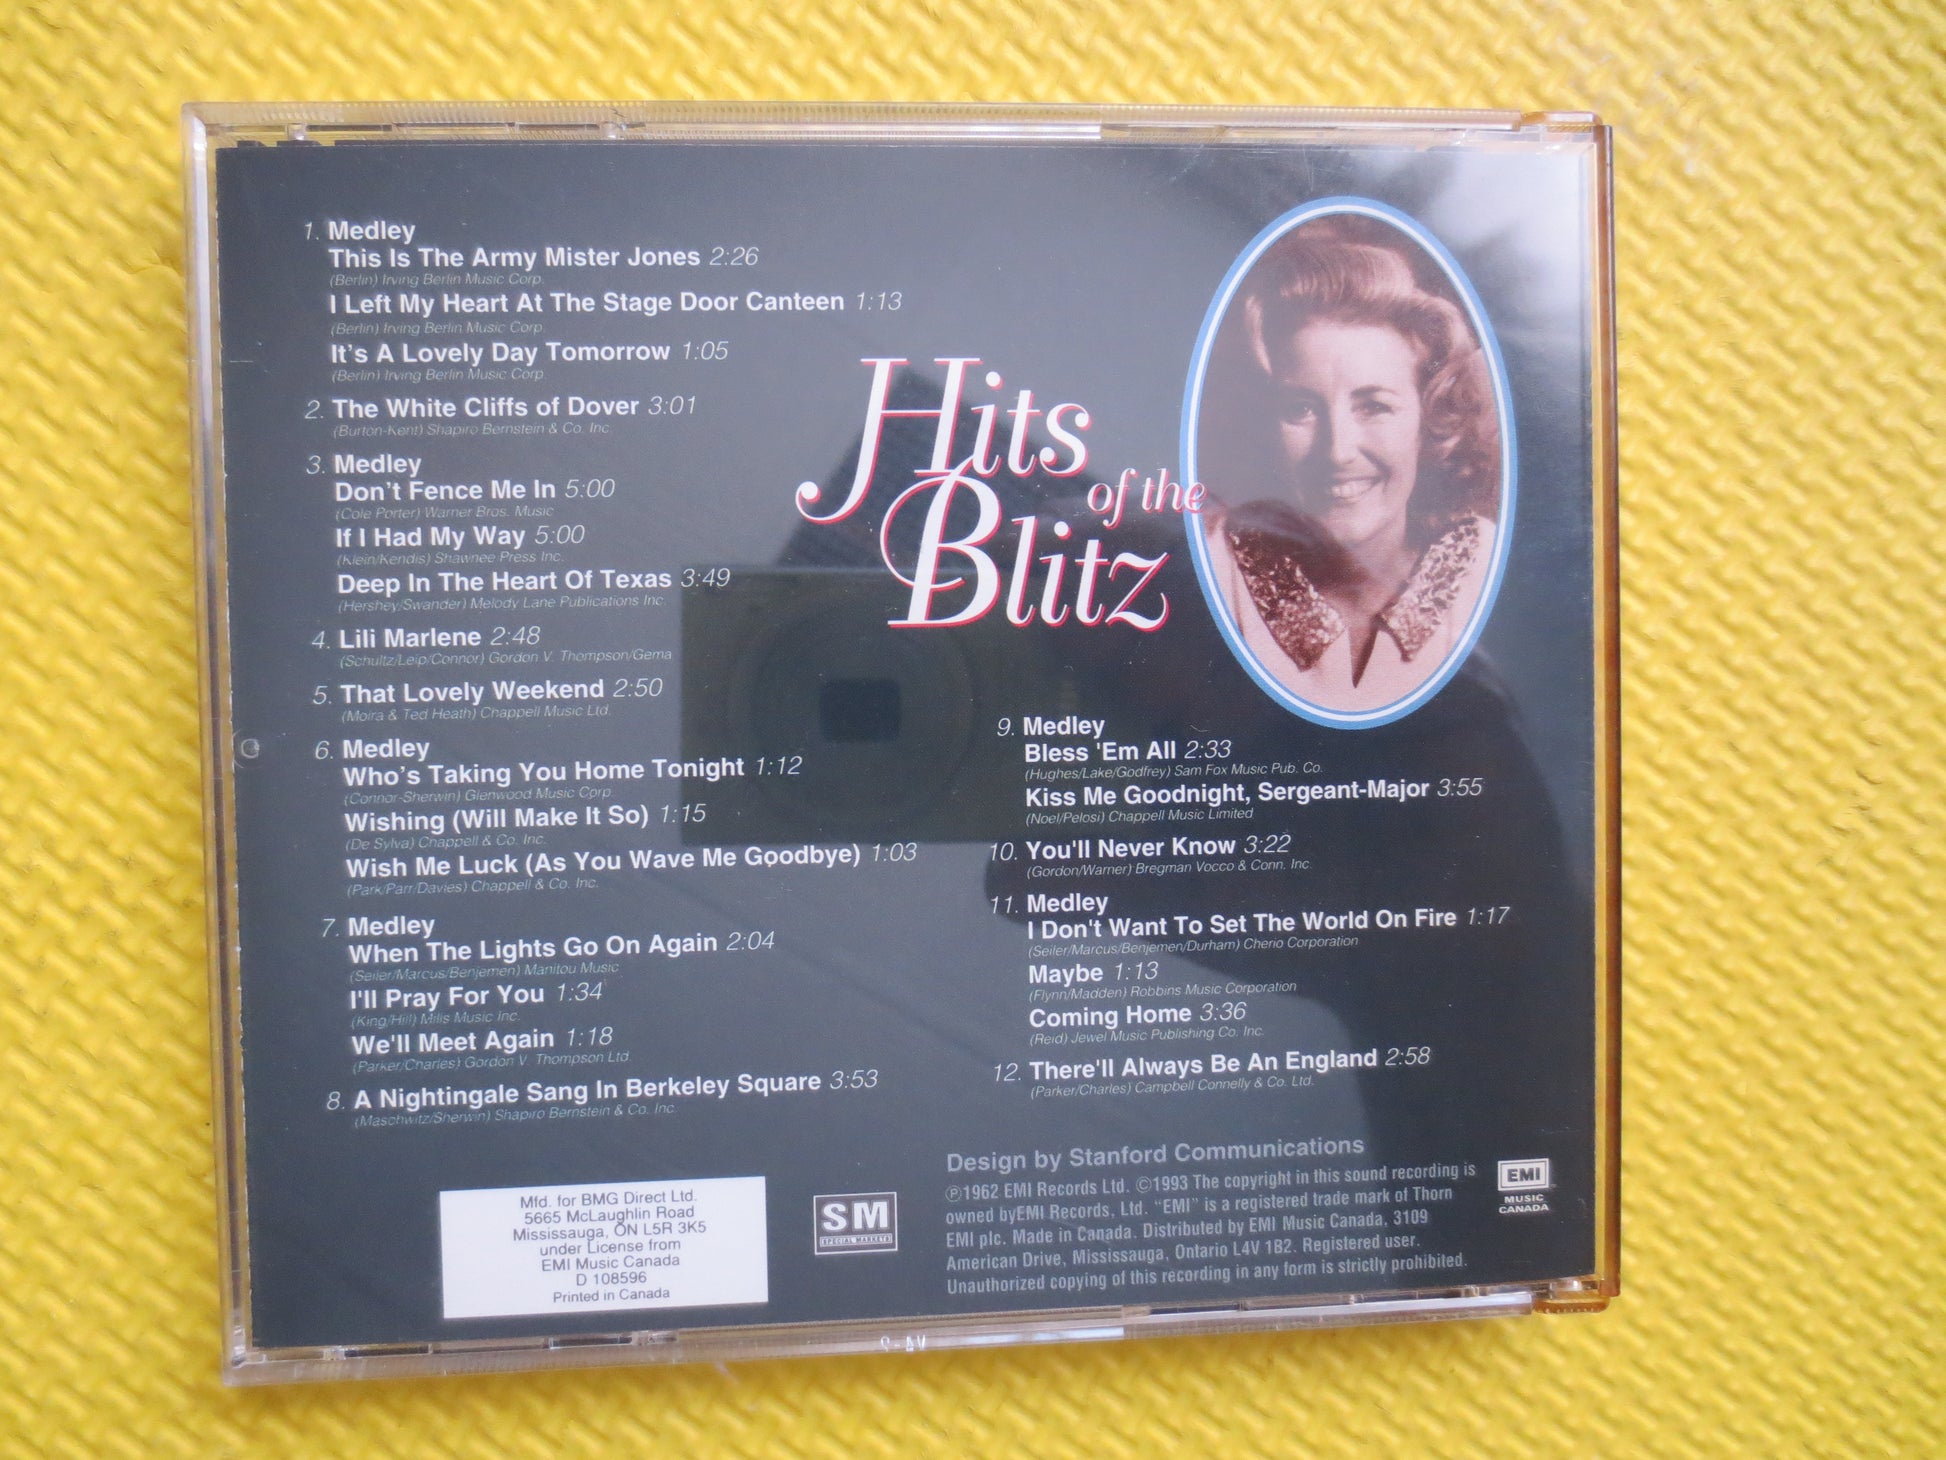 1. Medley
This Is The Army Mister Jones 2:26
(Berlin) Irving Berlin Music Corp.
I Left My Heart At The Stage Door Canteen 1:13
(Berlin) Irving Berlin Music Corp.
It's A Lovely Day Tomorrow 1:05
(Berlin) Irving Berlin Music Corp.
2. The White Cliffs of Dover 3:01
(Burton-Kent) Shapiro Bernstein & Co. Inc.
3. Medley
Don't Fence Me In 5:00
(Cole Porter) Warner Bros. Music
If I Had My Way 5:00
(Klein/Kendis) Shawnee Press Inc.
Deep In The Heart Of Texas 3:49
(Hershey/Swander) Melody Lane Publications Inc.
4. Lili Marlene 2:48
(Schultz/Leip/Connor) Gordon V. Thompson/Gema
5. That Lovely Weekend 2:50
(Moira & Ted Heath) Chappell Music Ltd.
6. Medley
Who's Taking You Home Tonight 1:12
(Connor-Sherwin) Glenwood Music Corp.
Wishing (Will Make It So) 1:15
(De Sylva) Chappell & Co. Inc.
Wish Me Luck (As You Wave Me Goodbye) 1:03
(Park/Parr/Davies) Chappell & Co. Inc.
7. Medley
When The Lights Go On Again 2:04
(Seiler/Marcus/Benjemen) Manitou Music
I'll Pray For You 1:34
(King/Hill) Mills Music Inc.
We'll Meet Again 1:18
(Parker/Charles) Gordon V. Thompson Ltd.
8. A Nightingale Sang In Berkeley Square 3:53
(Maschwitz/Sherwin) Shapiro Bernstein & Co. Inc.
Hits
of the
Blitz
9. Medley
Bless 'Em All 2:33
(Hughes/Lake/Godfrey) Sam Fox Music Pub. Co.
Kiss Me Goodnight, Sergeant-Major 3:55
(Noel/Pelosi) Chappell Music Limited
10. You'll Never Know 3:22
(Gordon/Warner) Bregman Vocco & Conn. Inc.
11. Medley
I Don't Want To Set The World On Fire 1:17
(Seiler/Marcus/Benjemen/Durham) Cherio Corporation
Maybe 1:13
(Flynn/Madden) Robbins Music Corporation
Coming Home 3:36
(Reid) Jewel Music Publishing Co. Inc.
12. There'll Always Be An England 2:58
(Parker/Charles) Campbell Connelly & Co. Ltd.
Mfd. for BMG Direct Ltd.
5665 McLaughlin Road
Mississauga, ON L5R 3K5
under License from
EMI Music Canada
D 108596
Printed in Canada
SM
SPECIAL MARKETS
Design by Stanford Communications
℗1962 EMI Records Ltd. ©1993 The copyright in this sound recording is
owned byEMI Records, Ltd. "EMI" is a registered trade mark of Thorn
EMI plc. Made in Canada. Distributed by EMI Music Canada, 3109
American Drive, Mississauga, Ontario L4V 1B2. Registered user.
Unauthorized copying of this recording in any form is strictly prohibited.
EMI
MUSIC
CANADA